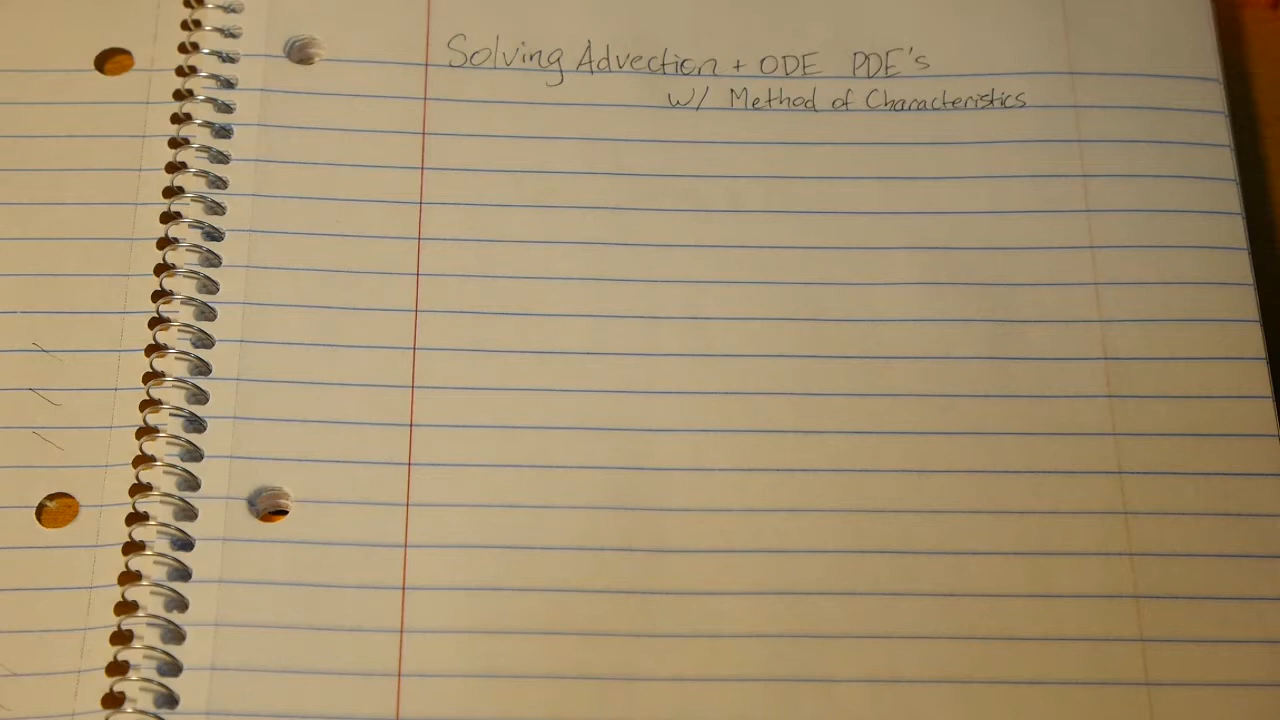 Solving Advection + ODE PDE's
W/ Method of Characteristics